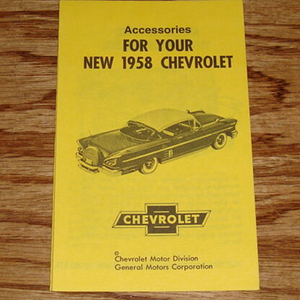 Accessories
FOR YOUR
NEW 1958 CHEVROLET
CHEVROLET
©
Chevrolet Motor Division
General Motors Corporation